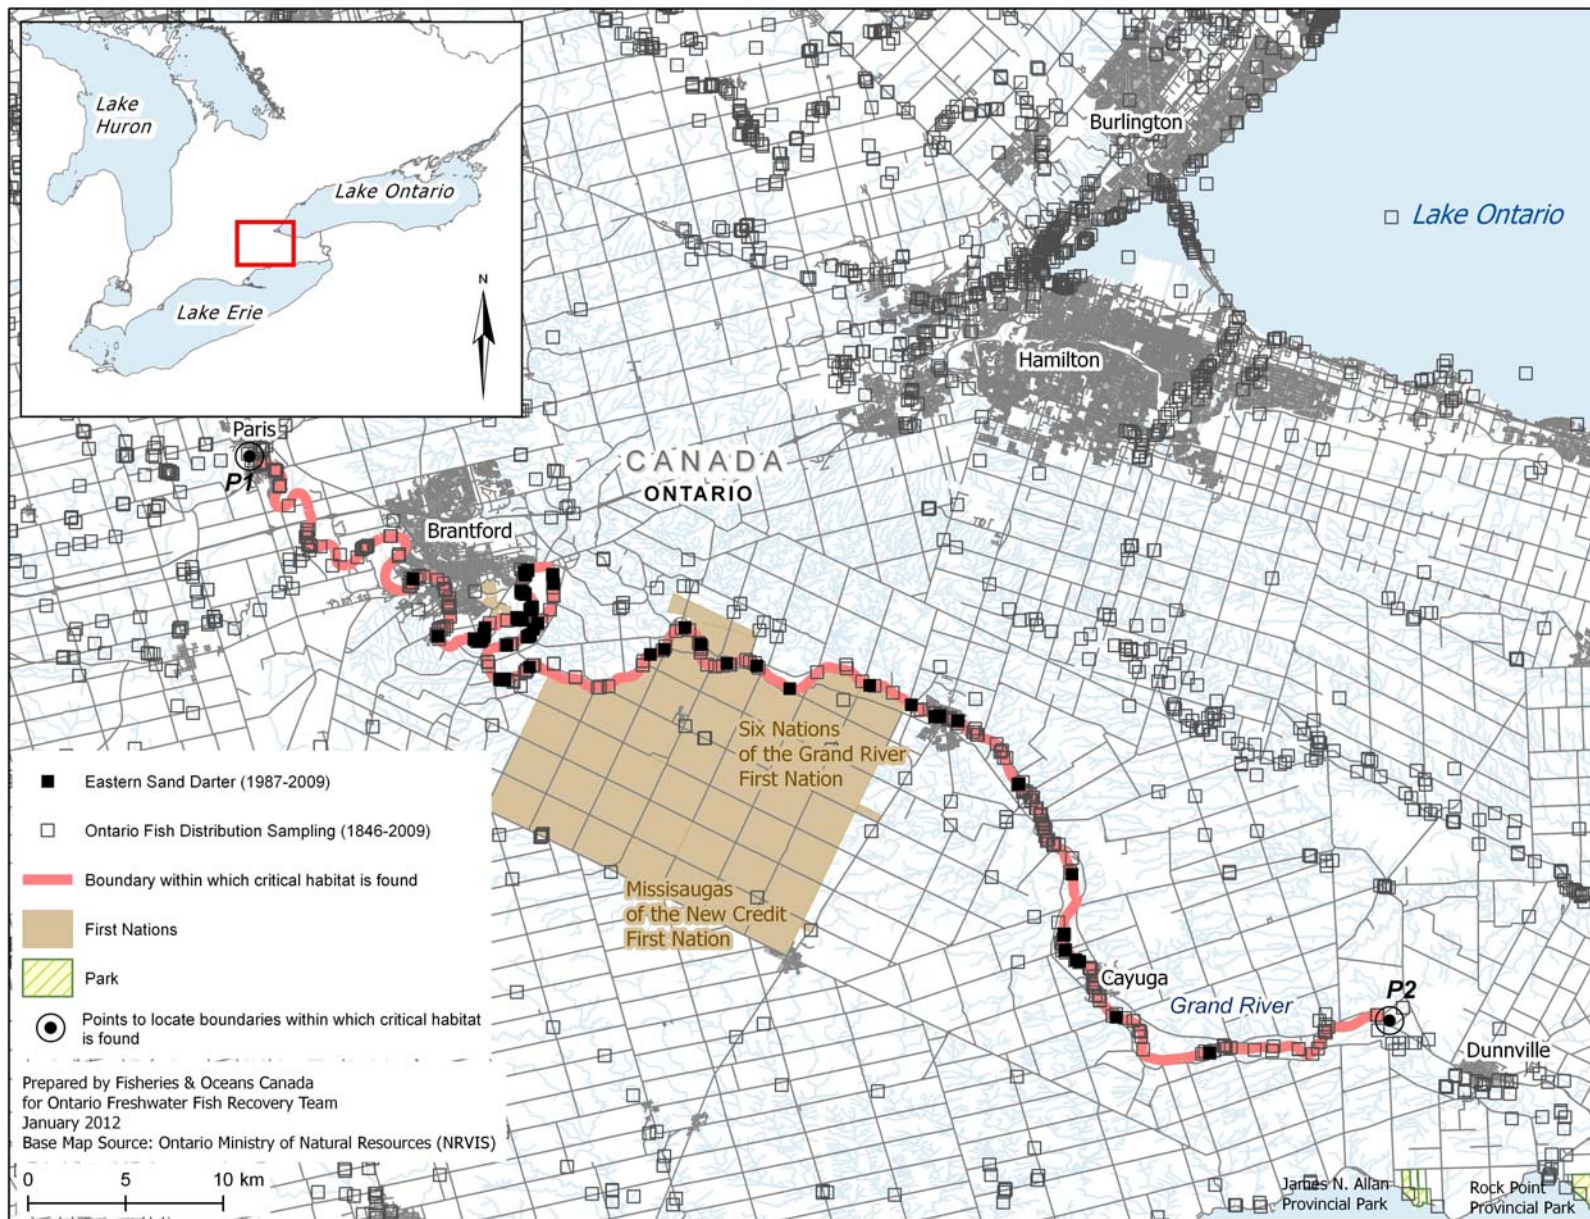 Lake
Huron
Lake Ontario
Lake Erie
N
Burlington
Lake Ontario
Hamilton
Paris
P1
CANADA
ONTARIO
Brantford
Six Nations
of the Grand River
First Nation
Missisaugas
of the New Credit
First Nation
Cayuga
Grand River
P2
Dunnville
James N. Allan
Provincial Park
Rock Point
Provincial Park
Eastern Sand Darter (1987-2009)
Ontario Fish Distribution Sampling (1846-2009)
Boundary within which critical habitat is found
First Nations
Park
Points to locate boundaries within which critical habitat
is found
Prepared by Fisheries & Oceans Canada
for Ontario Freshwater Fish Recovery Team
January 2012
Base Map Source: Ontario Ministry of Natural Resources (NRVIS)
0 5 10 km